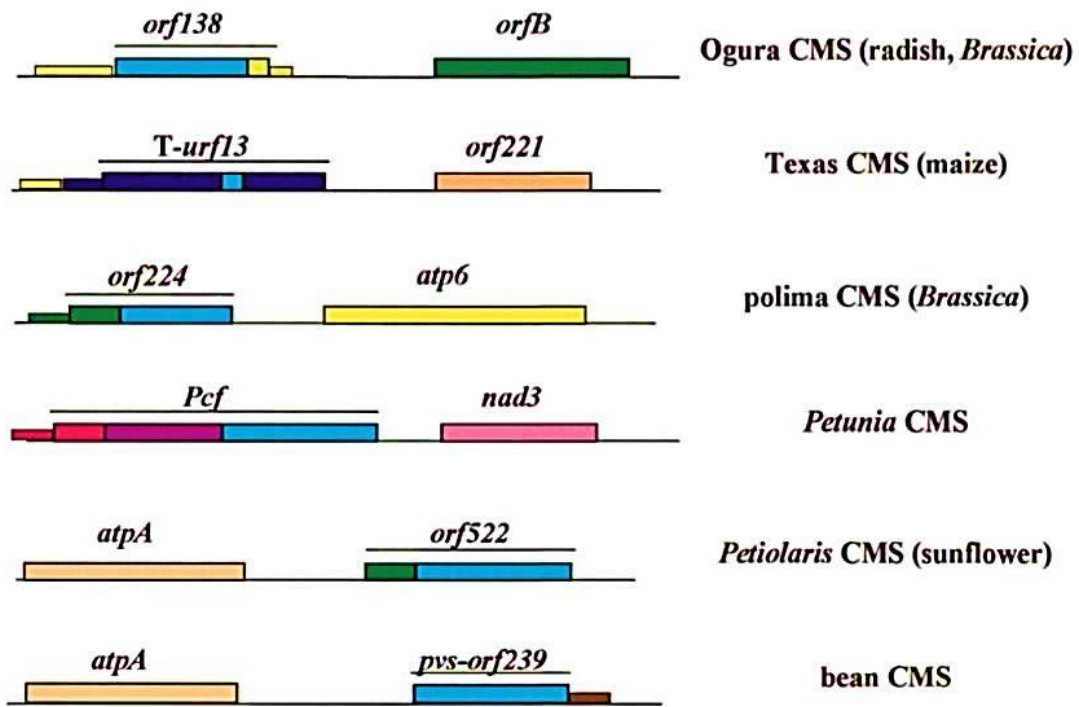 orf138 orfB
Ogura CMS (radish, Brassica)
T-urf13 orf221
Texas CMS (maize)
orf224 atp6
polima CMS (Brassica)
Pcf nad3
Petunia CMS
atpA orf522
Petiolaris CMS (sunflower)
atpA pvs-orf239
bean CMS